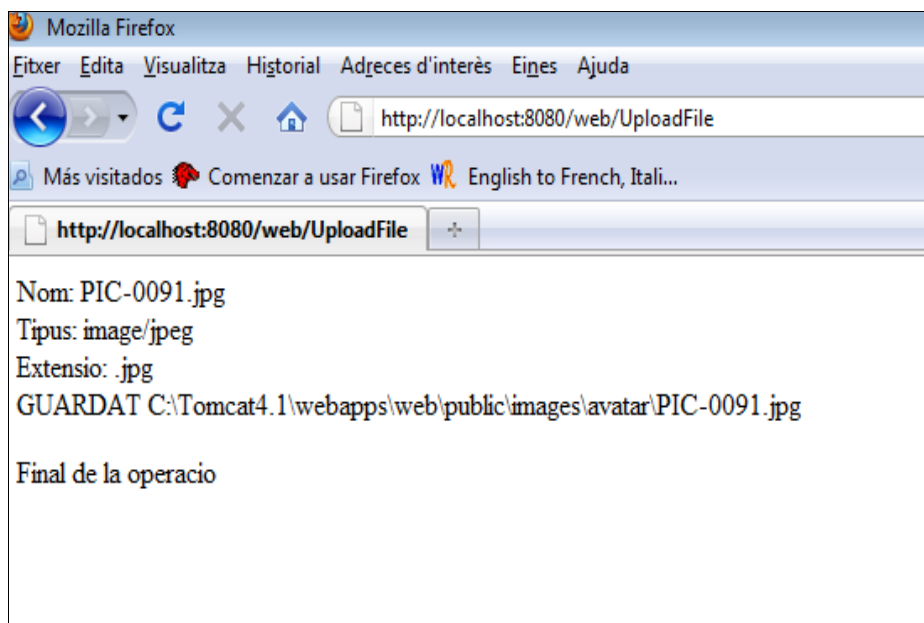 Mozilla Firefox
Fitxer Edita Visualitza Historial Adreces d'interès Eines Ajuda
http://localhost:8080/web/UploadFile
Más visitados Comenzar a usar Firefox WR English to French, Itali...
http://localhost:8080/web/UploadFile
Nom: PIC-0091.jpg
Tipus: image/jpeg
Extensio: .jpg
GUARDAT C:\Tomcat4.1\webapps\web\public\images\avatar\PIC-0091.jpg
Final de la operacio